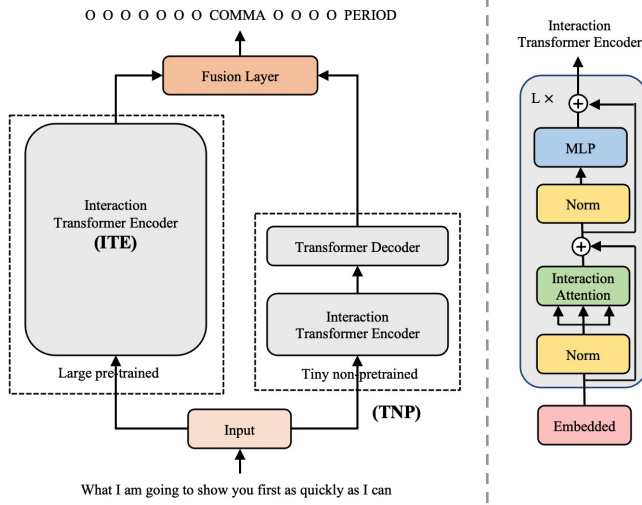 O O O O O O O COMMA O O O O PERIOD
Fusion Layer
Interaction
Transformer Encoder
(ITE)
Large pre-trained
Transformer Decoder
Interaction
Transformer Encoder
Tiny non-pretrained
(TNP)
Input
What I am going to show you first as quickly as I can
Interaction
Transformer Encoder
L ×
MLP
Norm
Interaction
Attention
Norm
Embedded